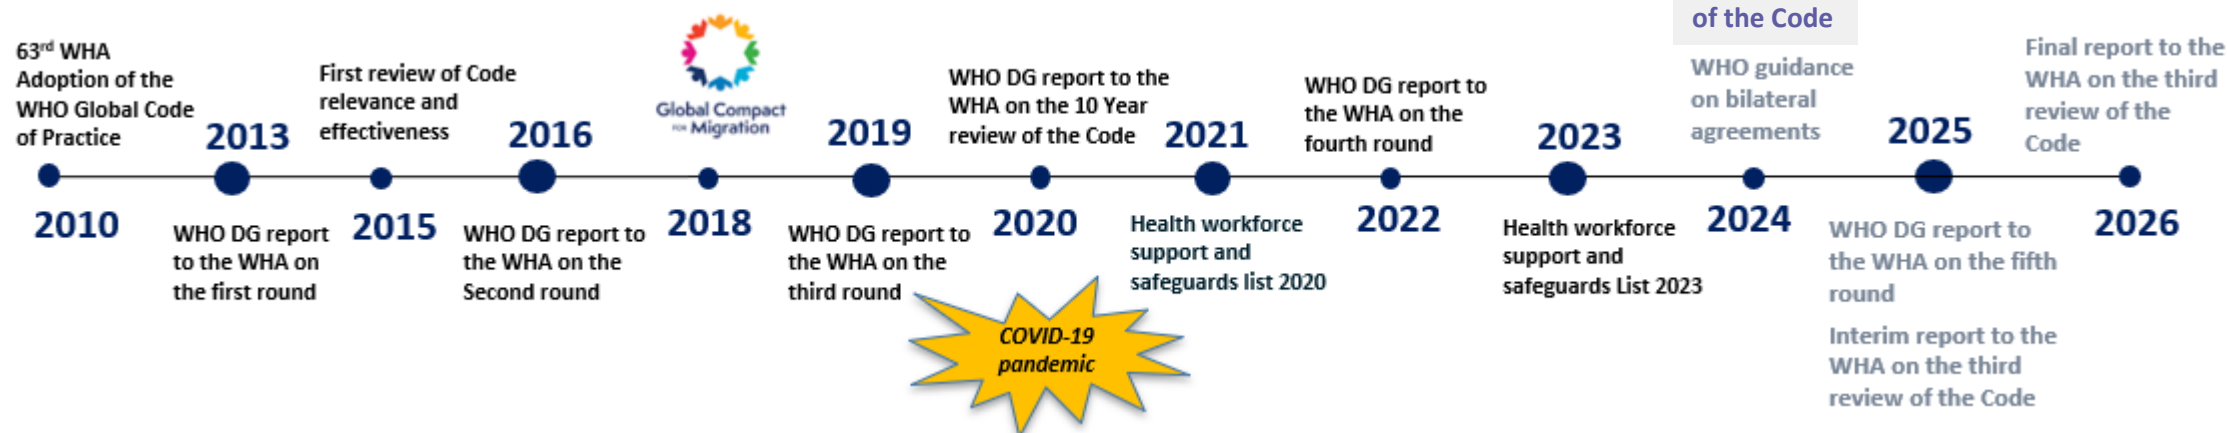 63rd WHA
Adoption of the
WHO Global Code
of Practice
2010
2013
WHO DG report
to the WHA on
the first round
First review of Code
relevance and
effectiveness
2015
2016
WHO DG report to
the WHA on the
Second round
Global Compact
FOR Migration
2018
2019
WHO DG report to
the WHA on the
third round
WHO DG report to the
WHA on the 10 Year
review of the Code
2020
COVID-19
pandemic
2021
Health workforce
support and
safeguards list 2020
WHO DG report to
the WHA on the
fourth round
2022
2023
Health workforce
support and
safeguards List 2023
of the Code
WHO guidance
on bilateral
agreements
2024
2025
WHO DG report to
the WHA on the fifth
round
Interim report to the
WHA on the third
review of the Code
Final report to the
WHA on the third
review of the
Code
2026